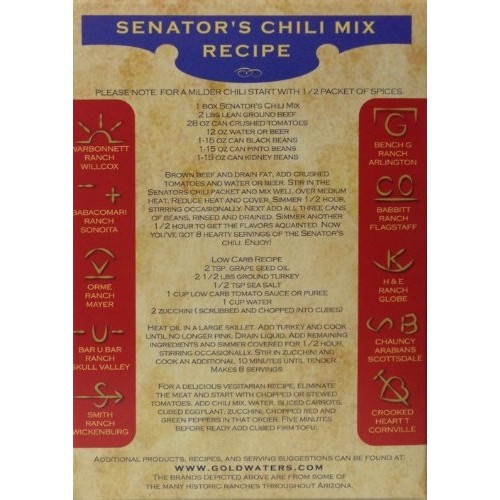 SENATOR'S CHILI MIX
RECIPE
PLEASE NOTE: FOR A MILDER CHILI START WITH 1/2 PACKET OF SPICES.
1 BOX SENATOR'S CHILI MIX
2 LBS LEAN GROUND BEEF
28 OZ CAN CRUSHED TOMATOES
12 OZ WATER OR BEER
1-15 OZ CAN BLACK BEANS
1-15 OZ CAN PINTO BEANS
1-15 OZ CAN KIDNEY BEANS
BROWN BEEF AND DRAIN FAT, ADD CRUSHED
TOMATOES AND WATER OR BEER. STIR IN THE
SENATOR'S CHILI PACKET AND MIX WELL, OVER MEDIUM
HEAT. REDUCE HEAT AND COVER. SIMMER 1/2 HOUR,
STIRRING OCCASIONALLY. NEXT ADD ALL THREE CANS
OF BEANS, RINSED AND DRAINED. SIMMER ANOTHER
1/2 HOUR TO GET THE FLAVORS AQUAINTED. NOW
YOU'VE GOT 8 HEARTY SERVINGS OF THE SENATOR'S
CHILI. ENJOY!
LOW CARB RECIPE
2 TSP. GRAPE SEED OIL
2 1/2 LBS GROUND TURKEY
1/2 TSP SEA SALT
1 CUP LOW CARB TOMATO SAUCE OR PUREE
1 CUP WATER
2 ZUCCHINI (SCRUBBED AND CHOPPED INTO CUBES)
HEAT OIL IN A LARGE SKILLET. ADD TURKEY AND COOK
UNTIL NO LONGER PINK. DRAIN LIQUID. ADD REMAINING
INGREDIENTS AND SIMMER COVERED FOR 1/2 HOUR,
STIRRING OCCASIONALLY. STIR IN ZUCCHINI AND
COOK AN ADDITIONAL 10 MINUTES UNTIL TENDER.
MAKES 8 SERVINGS!
FOR A DELICIOUS VEGETARIAN RECIPE, ELIMINATE
THE MEAT AND START WITH CHOPPED OR STEWED
TOMATOES, ADD CHILI MIX, WATER, SLICED CARROTS,
CUBED EGGPLANT, ZUCCHINI, CHOPPED RED AND
GREEN PEPPERS IN THAT ORDER. FIVE MINUTES
BEFORE READY ADD CUBED FIRM TOFU.
WARBONNETT
RANCH
WILLCOX
BABACOMARI
RANCH
SONOITA
ORME
RANCH
MAYER
-U-
BAR U BAR
RANCH
SKULL VALLEY
SMITH
RANCH
WICKENBURG
G
BENCH G
RANCH
ARLINGTON
CO
BABBITT
RANCH
FLAGSTAFF
K
H & E
RANCH
GLOBE
S B
CHAUNCY
ARABIANS
SCOTTSDALE
CROOKED
HEART T
CORNVILLE
ADDITIONAL PRODUCTS, RECIPES, AND SERVING SUGGESTIONS CAN BE FOUND AT:
WWW.GOLDWATERS.COM
THE BRANDS DEPICTED ABOVE ARE FROM SOME OF
THE MANY HISTORIC RANCHES THROUGHOUT ARIZONA.